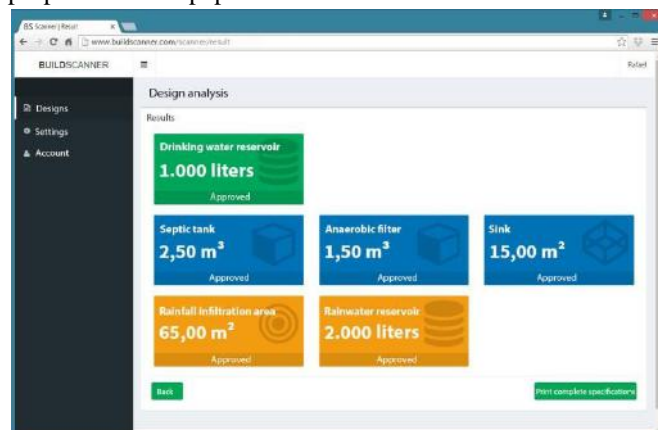 BS Scanner | Result
www.buildscanner.com/scanner/result
BUILDSCANNER
Rafael
Design analysis
Designs
Settings
Account
Results
Drinking water reservoir
1.000 liters
Approved
Septic tank
2,50 m³
Approved
Anaerobic filter
1,50 m³
Approved
Sink
15,00 m²
Approved
Rainfall infiltration area
65,00 m²
Approved
Rainwater reservoir
2.000 liters
Approved
Back
Print complete specifications